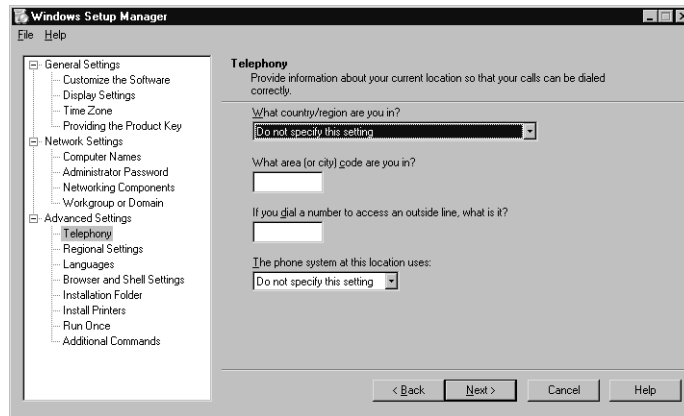 Windows Setup Manager
File Help
General Settings
Customize the Software
Display Settings
Time Zone
Providing the Product Key
Network Settings
Computer Names
Administrator Password
Networking Components
Workgroup or Domain
Advanced Settings
Telephony
Regional Settings
Languages
Browser and Shell Settings
Installation Folder
Install Printers
Run Once
Additional Commands
Telephony
Provide information about your current location so that your calls can be dialed
correctly.
What country/region are you in?
Do not specify this setting
What area (or city) code are you in?
If you dial a number to access an outside line, what is it?
The phone system at this location uses:
Do not specify this setting
< Back Next > Cancel Help